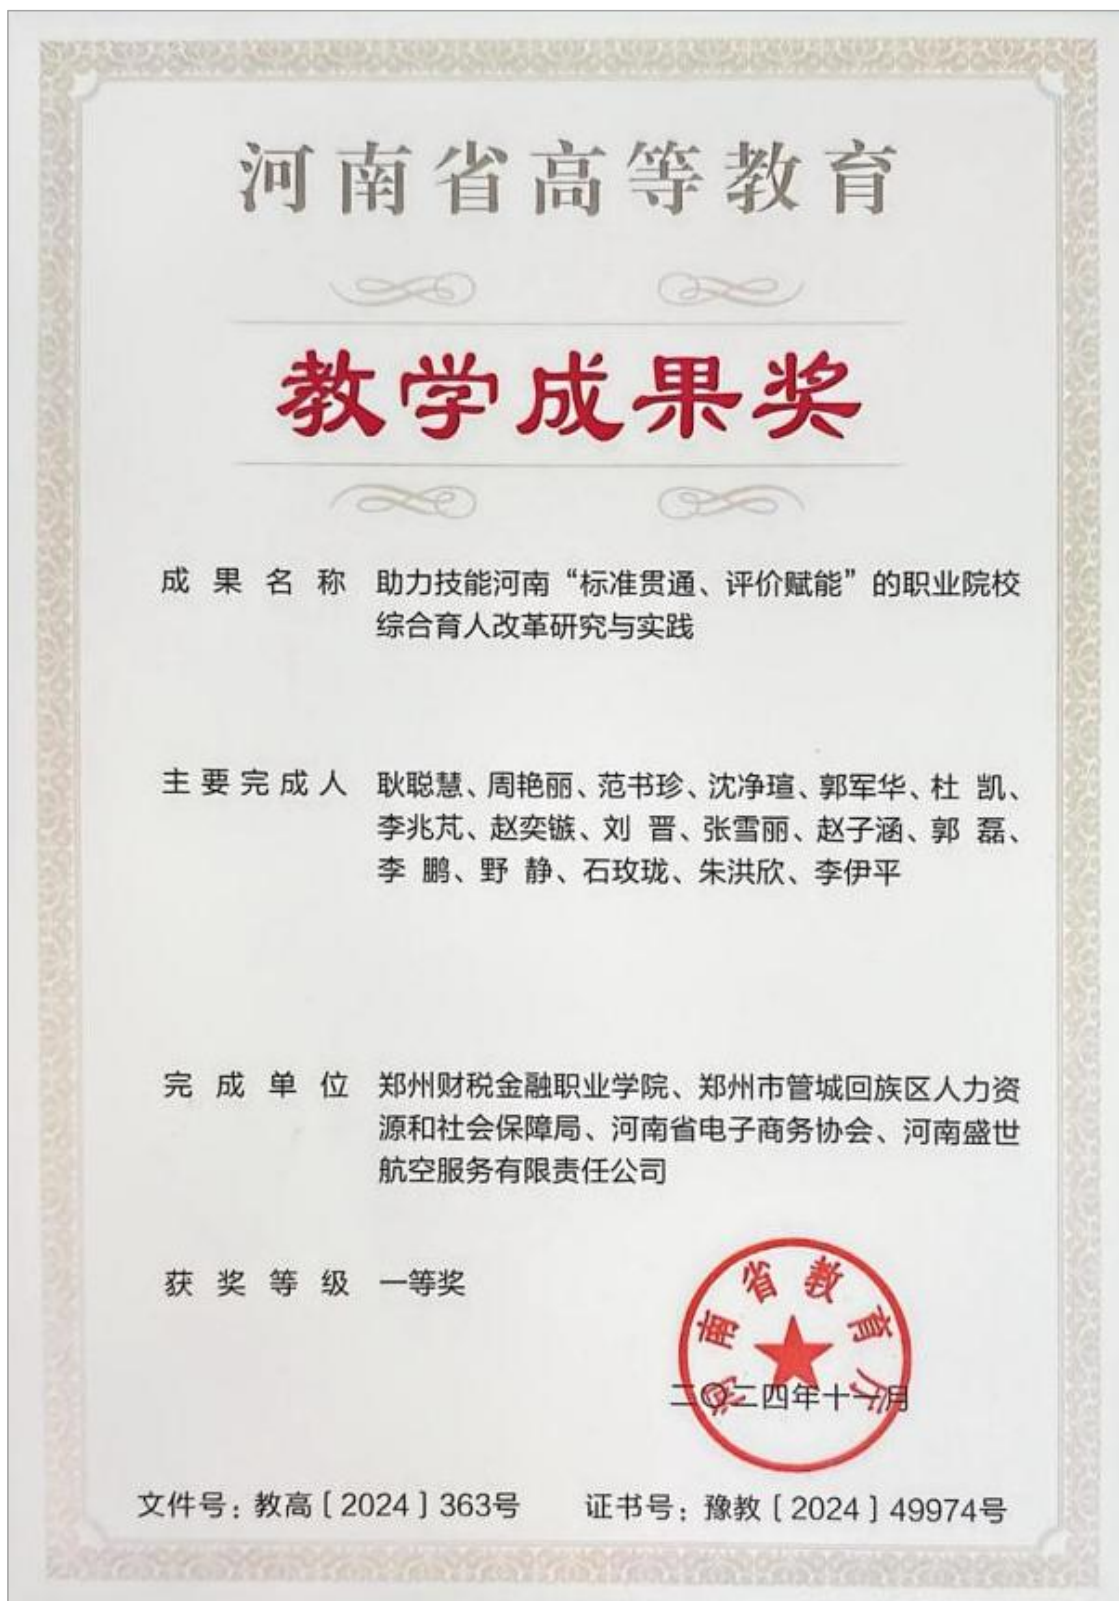 河南省高等教育
教学成果奖
成果名称 助力技能河南“标准贯通、评价赋能”的职业院校
综合育人改革研究与实践
主要完成人 耿聪慧、周艳丽、范书珍、沈净瑄、郭军华、杜 凯、
李兆芃、赵奕镞、刘 晋、张雪丽、赵子涵、郭 磊、
李 鹏、野 静、石玫珑、朱洪欣、李伊平
完成单位 郑州财税金融职业学院、郑州市管城回族区人力资
源和社会保障局、河南省电子商务协会、河南盛世
航空服务有限责任公司
获奖等级 一等奖
河南省教育厅
二〇二四年十一月
文件号：教高［2024］363号 证书号：豫教［2024］49974号